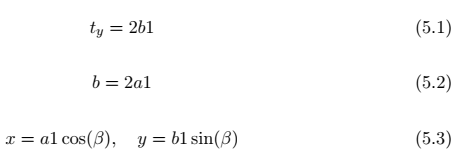 t_y = 2b1 (5.1)
b = 2a1 (5.2)
x = a1 cos(β), y = b1 sin(β) (5.3)